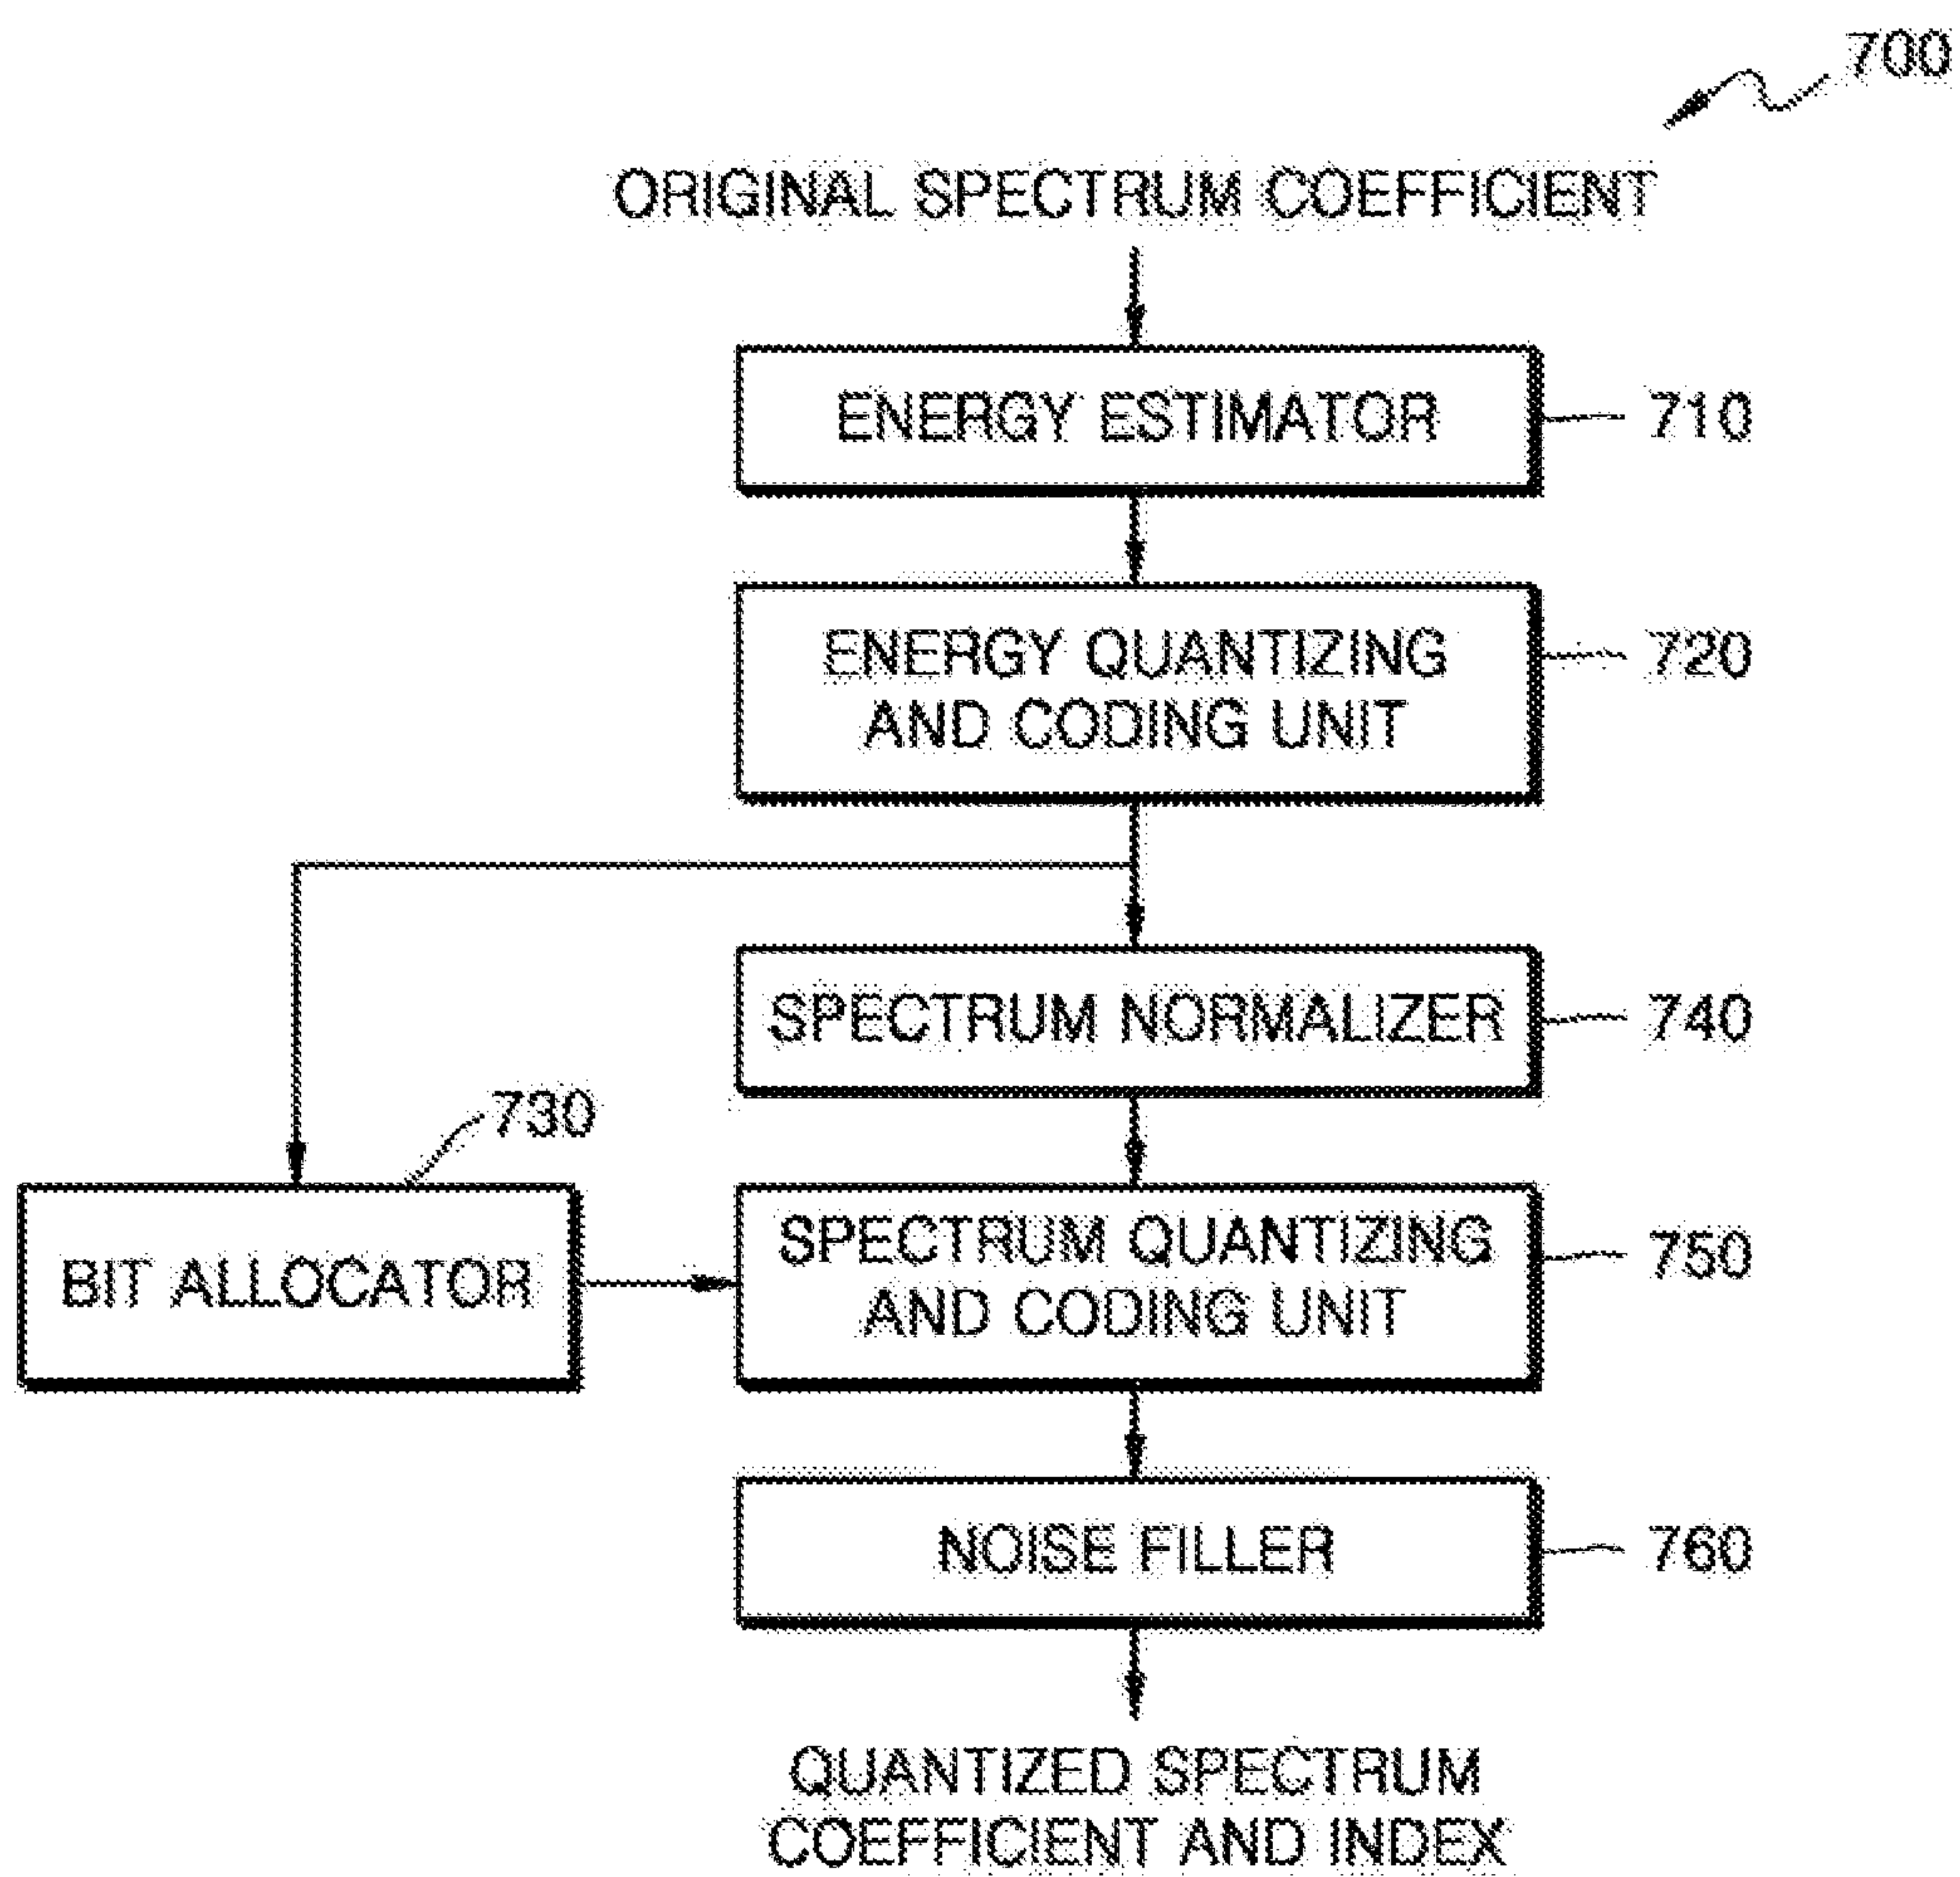 700
ORIGINAL SPECTRUM COEFFICIENT
ENERGY ESTIMATOR
710
ENERGY QUANTIZING
AND CODING UNIT
720
SPECTRUM NORMALIZER
740
730
BIT ALLOCATOR
SPECTRUM QUANTIZING
AND CODING UNIT
750
NOISE FILLER
760
QUANTIZED SPECTRUM
COEFFICIENT AND INDEX